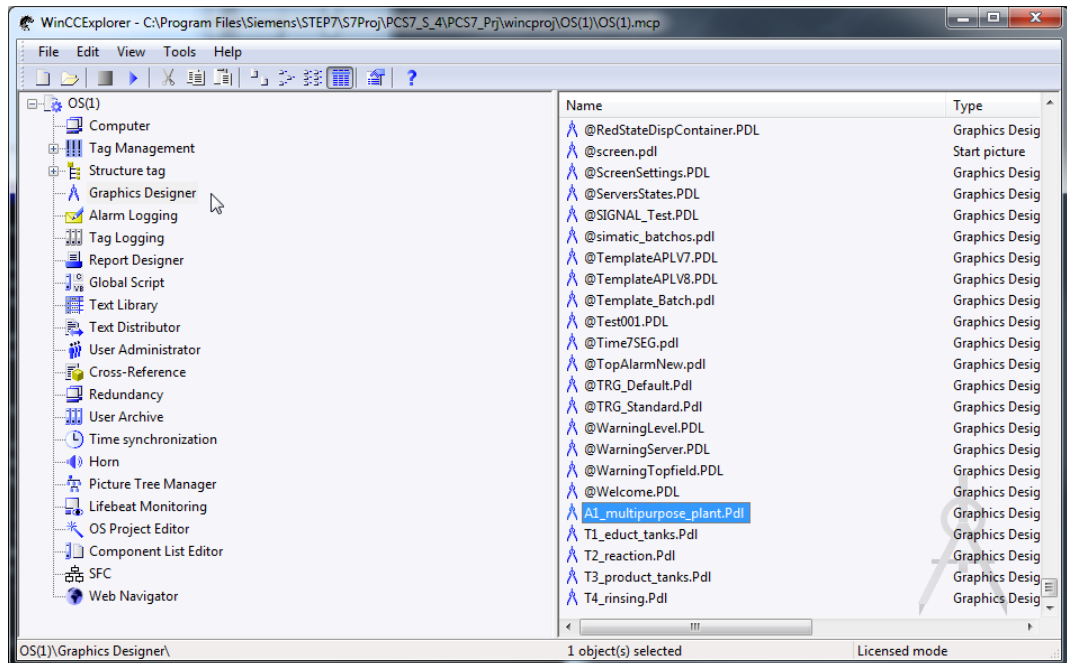 WinCCExplorer - C:\Program Files\Siemens\STEP7\S7Proj\PCS7_S_4\PCS7_Prj\wincproj\OS(1)\OS(1).mcp
File Edit View Tools Help
OS(1)
Computer
Tag Management
Structure tag
Graphics Designer
Alarm Logging
Tag Logging
Report Designer
Global Script
Text Library
Text Distributor
User Administrator
Cross-Reference
Redundancy
User Archive
Time synchronization
Horn
Picture Tree Manager
Lifebeat Monitoring
OS Project Editor
Component List Editor
SFC
Web Navigator
Name Type
@RedStateDispContainer.PDL Graphics Desig
@screen.pdl Start picture
@ScreenSettings.PDL Graphics Desig
@ServersStates.PDL Graphics Desig
@SIGNAL_Test.PDL Graphics Desig
@simatic_batchos.pdl Graphics Desig
@TemplateAPLV7.PDL Graphics Desig
@TemplateAPLV8.PDL Graphics Desig
@Template_Batch.pdl Graphics Desig
@Test001.PDL Graphics Desig
@Time7SEG.pdl Graphics Desig
@TopAlarmNew.pdl Graphics Desig
@TRG_Default.Pdl Graphics Desig
@TRG_Standard.Pdl Graphics Desig
@WarningLevel.PDL Graphics Desig
@WarningServer.PDL Graphics Desig
@WarningTopfield.PDL Graphics Desig
@Welcome.PDL Graphics Desig
A1_multipurpose_plant.Pdl Graphics Desig
T1_educt_tanks.Pdl Graphics Desig
T2_reaction.Pdl Graphics Desig
T3_product_tanks.Pdl Graphics Desig
T4_rinsing.Pdl Graphics Desig
OS(1)\Graphics Designer\ 1 object(s) selected Licensed mode